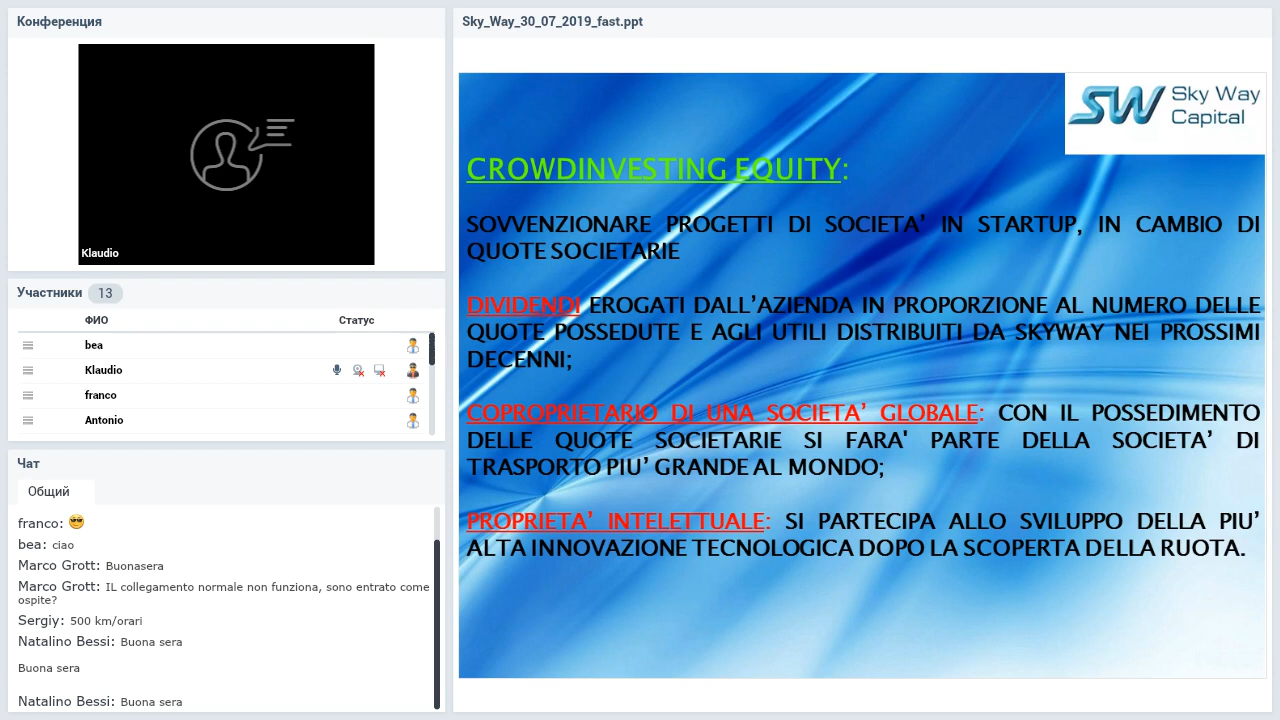 Конференция
Klaudio
Участники 13
ФИО Статус
bea
Klaudio
franco
Antonio
Чат
Общий
franco:
bea: ciao
Marco Grott: Buonasera
Marco Grott: IL collegamento normale non funziona, sono entrato come
ospite?
Sergiy: 500 km/orari
Natalino Bessi: Buona sera
Buona sera
Natalino Bessi: Buona sera
Sky_Way_30_07_2019_fast.ppt
SW Sky Way
Capital
CROWDINVESTING EQUITY:
SOVVENZIONARE PROGETTI DI SOCIETA’ IN STARTUP, IN CAMBIO DI
QUOTE SOCIETARIE
DIVIDENDI EROGATI DALL’AZIENDA IN PROPORZIONE AL NUMERO DELLE
QUOTE POSSEDUTE E AGLI UTILI DISTRIBUITI DA SKYWAY NEI PROSSIMI
DECENNI;
COPROPRIETARIO DI UNA SOCIETA’ GLOBALE: CON IL POSSEDIMENTO
DELLE QUOTE SOCIETARIE SI FARA' PARTE DELLA SOCIETA’ DI
TRASPORTO PIU’ GRANDE AL MONDO;
PROPRIETA’ INTELETTUALE: SI PARTECIPA ALLO SVILUPPO DELLA PIU’
ALTA INNOVAZIONE TECNOLOGICA DOPO LA SCOPERTA DELLA RUOTA.